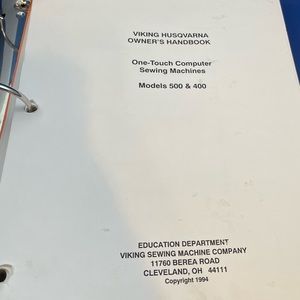 VIKING HUSQVARNA
OWNER'S HANDBOOK
One-Touch Computer
Sewing Machines
Models 500 & 400
EDUCATION DEPARTMENT
VIKING SEWING MACHINE COMPANY
11760 BEREA ROAD
CLEVELAND, OH 44111
Copyright 1994